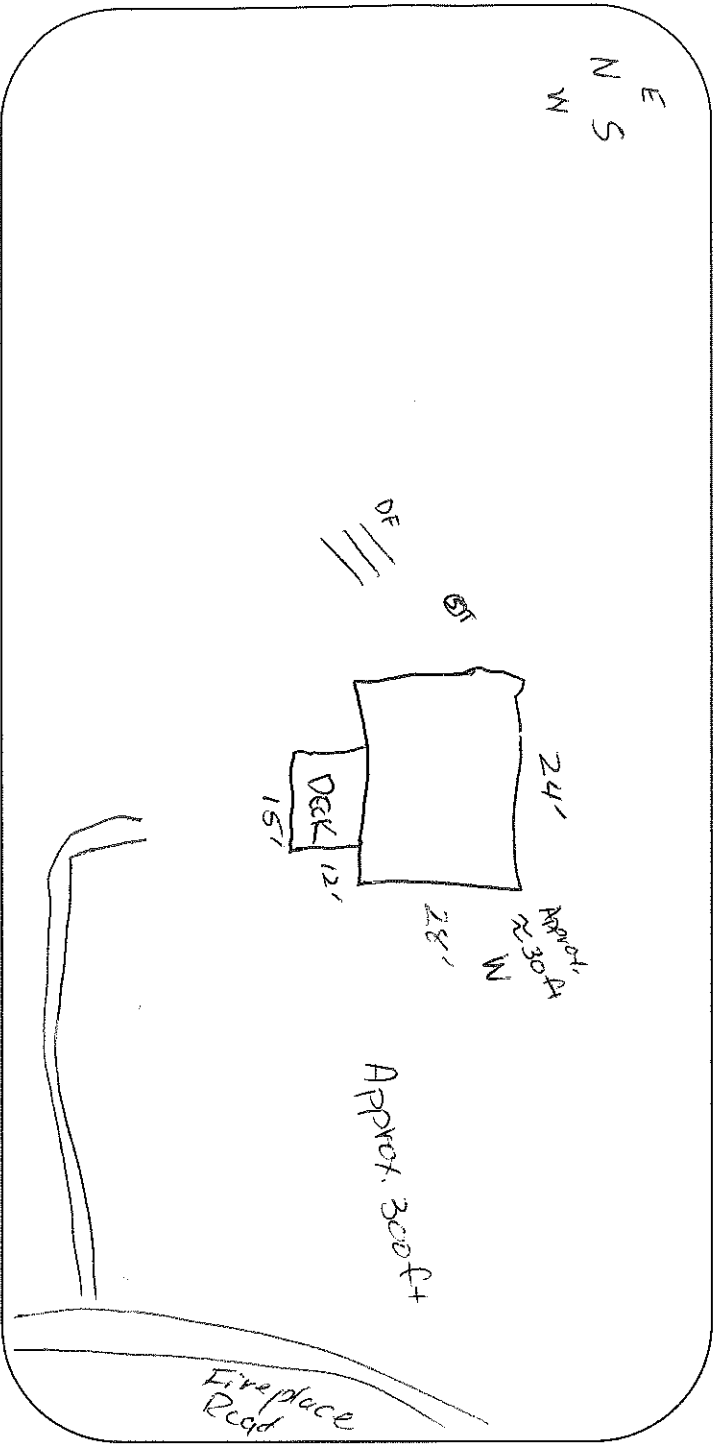 N E
W S
DF
ST
24'
DECK
15'
12'
28'
Approx.
≈30ft
W
Approx. 300ft
Fireplace
Road